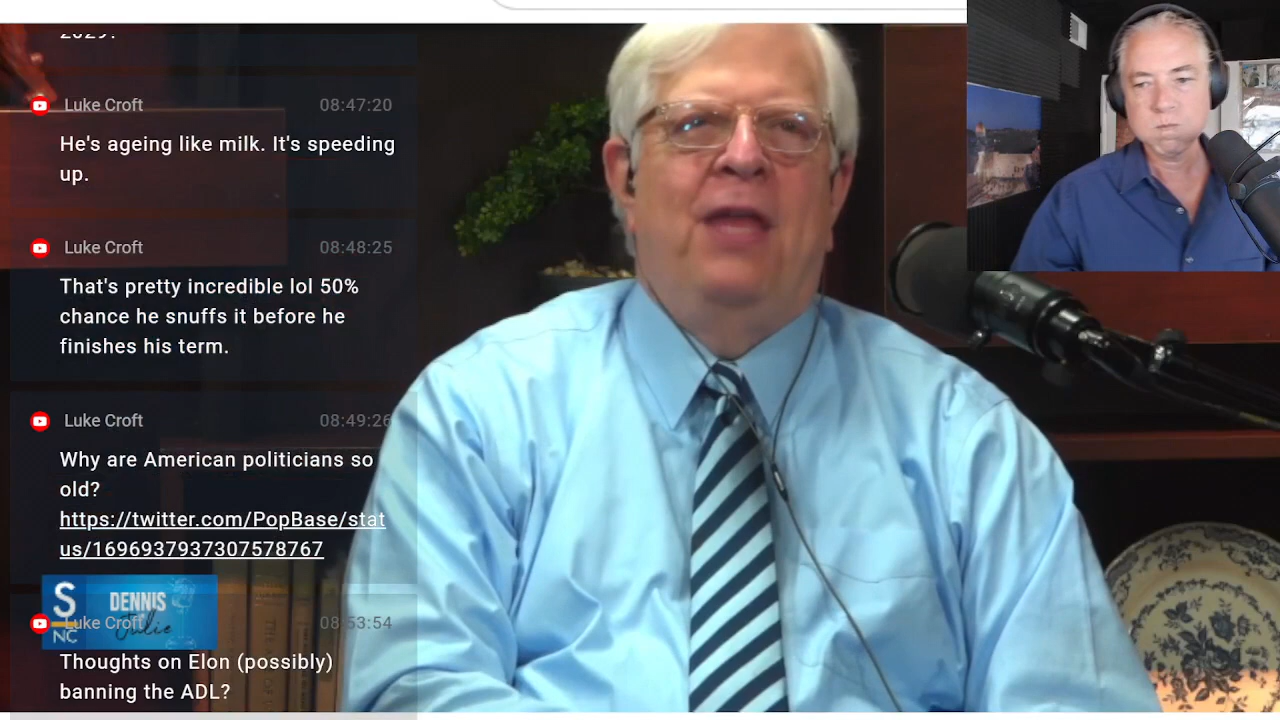 2029?
Luke Croft 08:47:20
He's ageing like milk. It's speeding
up.
Luke Croft 08:48:25
That's pretty incredible lol 50%
chance he snuffs it before he
finishes his term.
Luke Croft 08:49:26
Why are American politicians so
old?
https://twitter.com/PopBase/stat
us/1696937937307578767
S
NC
DENNIS
Julie
Luke Croft 08:53:54
Thoughts on Elon (possibly)
banning the ADL?